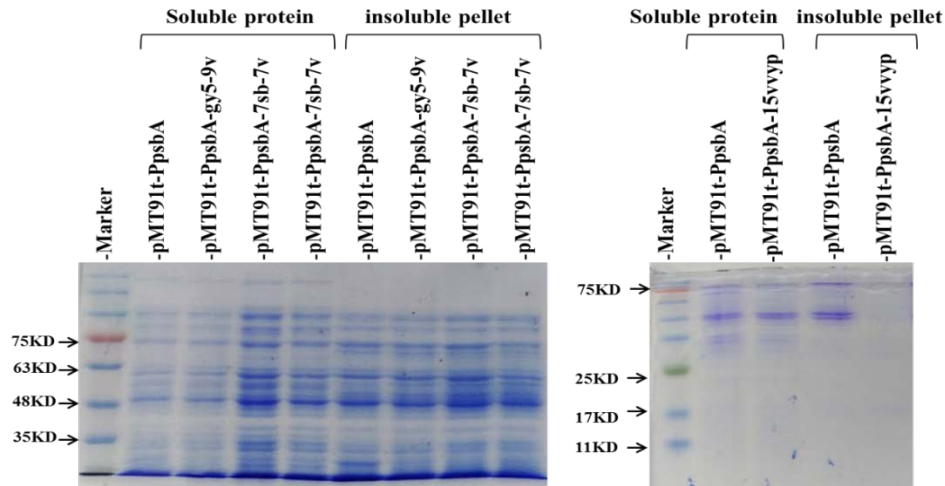 Soluble protein
insoluble pellet
-Marker
-pMT91t-PpsbA
-pMT91t-PpsbA-gy5-9v
-pMT91t-PpsbA-7sb-7v
-pMT91t-PpsbA-7sb-7v
-pMT91t-PpsbA
-pMT91t-PpsbA-gy5-9v
-pMT91t-PpsbA-7sb-7v
-pMT91t-PpsbA-7sb-7v
75KD
63KD
48KD
35KD
Soluble protein
insoluble pellet
-Marker
-pMT91t-PpsbA
-pMT91t-PpsbA-15vvyp
-pMT91t-PpsbA
-pMT91t-PpsbA-15vvyp
75KD
25KD
17KD
11KD